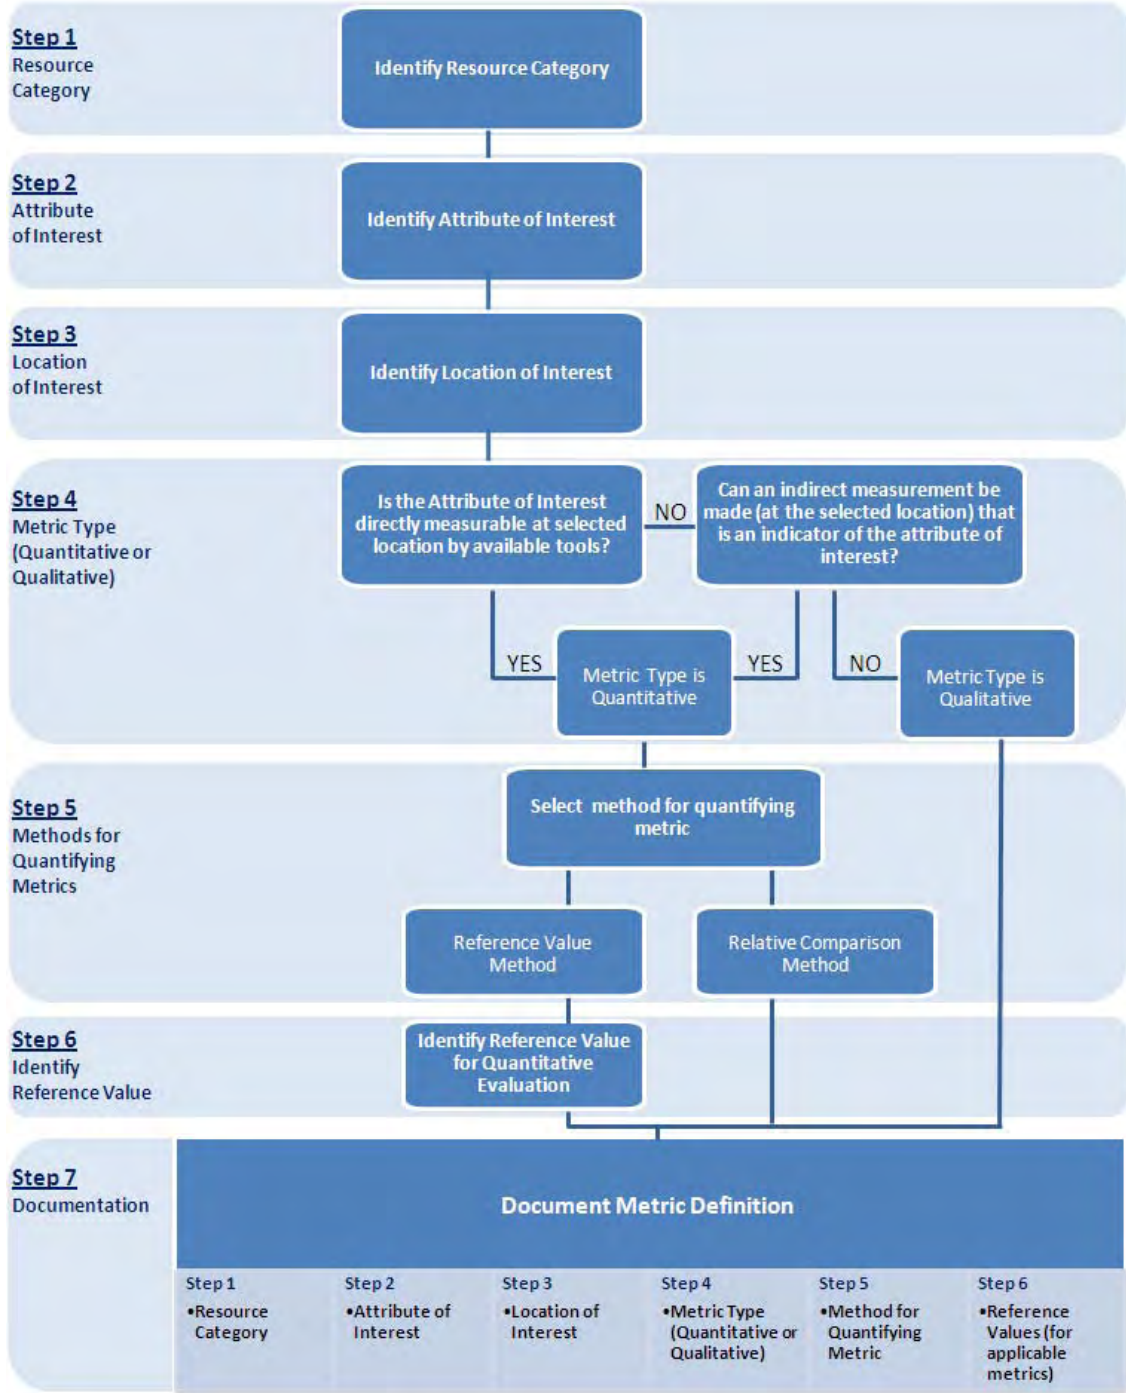 Step 1
Resource
Category
Identify Resource Category
Step 2
Attribute
of Interest
Identify Attribute of Interest
Step 3
Location
of Interest
Identify Location of Interest
Step 4
Metric Type
(Quantitative or
Qualitative)
Is the Attribute of Interest
directly measurable at selected
location by available tools?
NO
Can an indirect measurement be
made (at the selected location) that
is an indicator of the attribute of
interest?
YES
Metric Type is
Quantitative
YES
NO
Metric Type is
Qualitative
Step 5
Methods for
Quantifying
Metrics
Select method for quantifying
metric
Reference Value
Method
Relative Comparison
Method
Step 6
Identify
Reference Value
Identify Reference Value
for Quantitative
Evaluation
Step 7
Documentation
Document Metric Definition
Step 1
•Resource
Category
Step 2
•Attribute of
Interest
Step 3
•Location of
Interest
Step 4
•Metric Type
(Quantitative or
Qualitative)
Step 5
•Method for
Quantifying
Metric
Step 6
•Reference
Values (for
applicable
metrics)